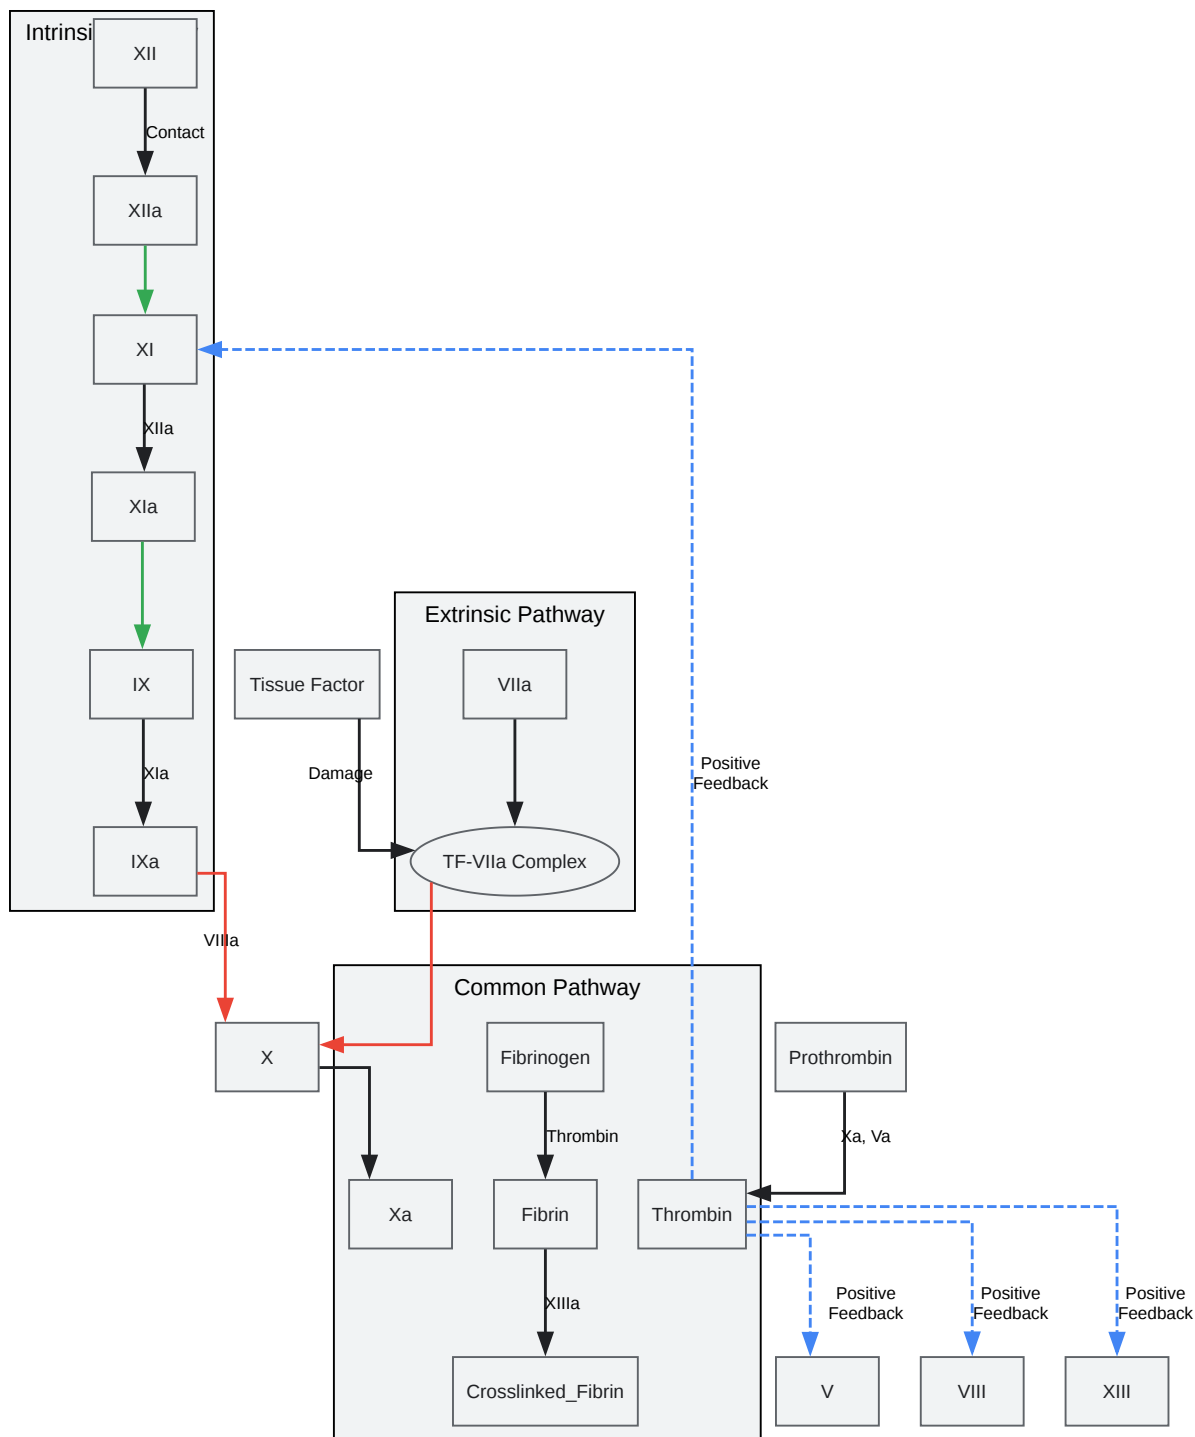 Intrinsi
XII
Contact
XIIa
XI
XIIa
XIa
Extrinsic Pathway
IX
Tissue Factor
VIIa
XIa
Damage
Positive
Feedback
IXa
TF-VIIa Complex
VIIIa
Common Pathway
X
Fibrinogen
Prothrombin
Thrombin
Xa, Va
Xa
Fibrin
Thrombin
XIIIa
Positive
Feedback
Positive
Feedback
Positive
Feedback
Crosslinked_Fibrin
V
VIII
XIII